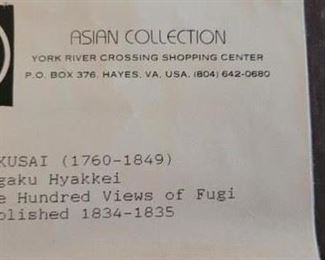 ASIAN COLLECTION
YORK RIVER CROSSING SHOPPING CENTER
P.O. BOX 376, HAYES, VA, USA. (804) 642-0680
KUSAI (1760-1849)
gaku Hyakkei
e Hundred Views of Fugi
blished 1834-1835